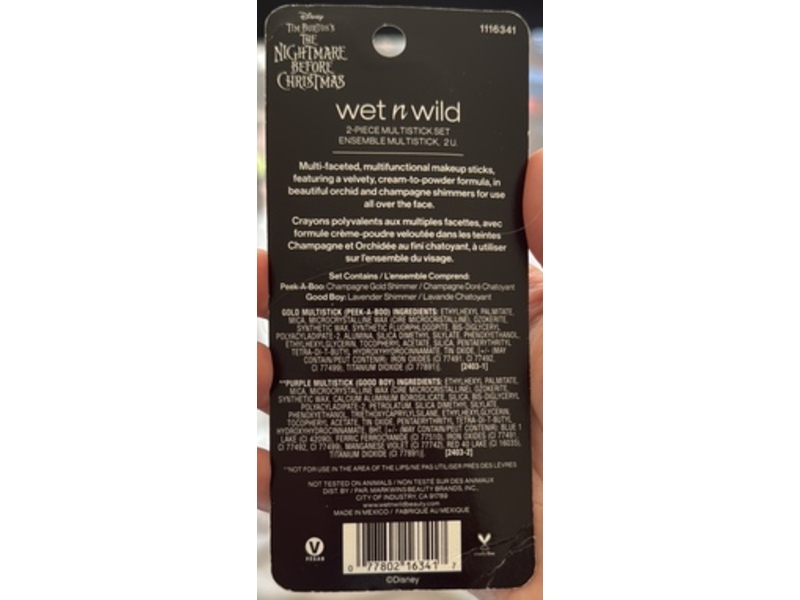 Disney
TIM BURTON'S
THE
NIGHTMARE
BEFORE
CHRISTMAS
1116341
wet n wild
2-PIECE MULTISTICK SET
ENSEMBLE MULTISTICK, 2 U.
Multi-faceted, multifunctional makeup sticks,
featuring a velvety, cream-to-powder formula, in
beautiful orchid and champagne shimmers for use
all over the face.
Crayons polyvalents aux multiples facettes, avec
formule crème-poudre veloutée dans les teintes
Champagne et Orchidée au fini chatoyant, à utiliser
sur l'ensemble du visage.
Set Contains / L'ensemble Comprend:
Peek-A-Boo: Champagne Gold Shimmer / Champagne Doré Chatoyant
Good Boy: Lavender Shimmer / Lavande Chatoyant
GOLD MULTISTICK (PEEK-A-BOO) INGREDIENTS: ETHYLHEXYL PALMITATE,
MICA, MICROCRYSTALLINE WAX (CIRE MICROCRISTALLINE), OZOKERITE,
SYNTHETIC WAX, SYNTHETIC FLUORPHLOGOPITE, BIS-DIGLYCERYL
POLYACYLADIPATE-2, ALUMINA, SILICA DIMETHYL SILYLATE, PHENOXYETHANOL,
ETHYLHEXYLGLYCERIN, TOCOPHERYL ACETATE, SILICA, PENTAERYTHRITYL
TETRA-DI-T-BUTYL HYDROXYHYDROCINNAMATE, TIN OXIDE, [+/- (MAY
CONTAIN/PEUT CONTENIR): IRON OXIDES (CI 77491, CI 77492,
CI 77499), TITANIUM DIOXIDE (CI 77891)]. [2403-1]
**PURPLE MULTISTICK (GOOD BOY) INGREDIENTS: ETHYLHEXYL PALMITATE,
MICA, MICROCRYSTALLINE WAX (CIRE MICROCRISTALLINE), OZOKERITE,
SYNTHETIC WAX, CALCIUM ALUMINUM BOROSILICATE, SILICA, BIS-DIGLYCERYL
POLYACYLADIPATE-2, PETROLATUM, SILICA DIMETHYL SILYLATE,
PHENOXYETHANOL, TRIETHOXYCAPRYLYLSILANE, ETHYLHEXYLGLYCERIN,
TOCOPHERYL ACETATE, TIN OXIDE, PENTAERYTHRITYL TETRA-DI-T-BUTYL
HYDROXYHYDROCINNAMATE, BHT, [+/- (MAY CONTAIN/PEUT CONTENIR): BLUE 1
LAKE (CI 42090), FERRIC FERROCYANIDE (CI 77510), IRON OXIDES (CI 77491,
CI 77492, CI 77499), MANGANESE VIOLET (CI 77742), RED 40 LAKE (CI 16035),
TITANIUM DIOXIDE (CI 77891)]. [2403-2]
**NOT FOR USE IN THE AREA OF THE LIPS/NE PAS UTILISER PRÈS DES LÈVRES
NOT TESTED ON ANIMALS / NON TESTÉ SUR DES ANIMAUX
DIST. BY / PAR. MARKWINS BEAUTY BRANDS, INC.,
CITY OF INDUSTRY, CA 91789
www.wetnwildbeauty.com
MADE IN MEXICO / FABRIQUÉ AU MEXIQUE
V
VEGAN
0 77802 16341 7
©Disney